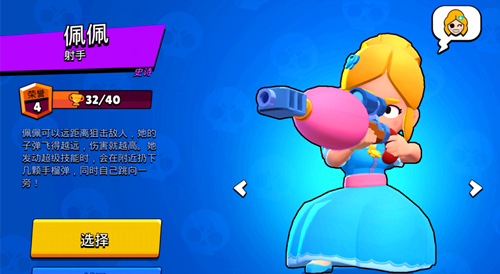 佩佩
射手
史诗
荣誉
4
32/40
佩佩可以远距离狙击敌人，她的
子弹飞得越远，伤害就越高。她
发动超级技能时，会在附近扔下
几颗手榴弹，同时自己跳向一
旁！
选择